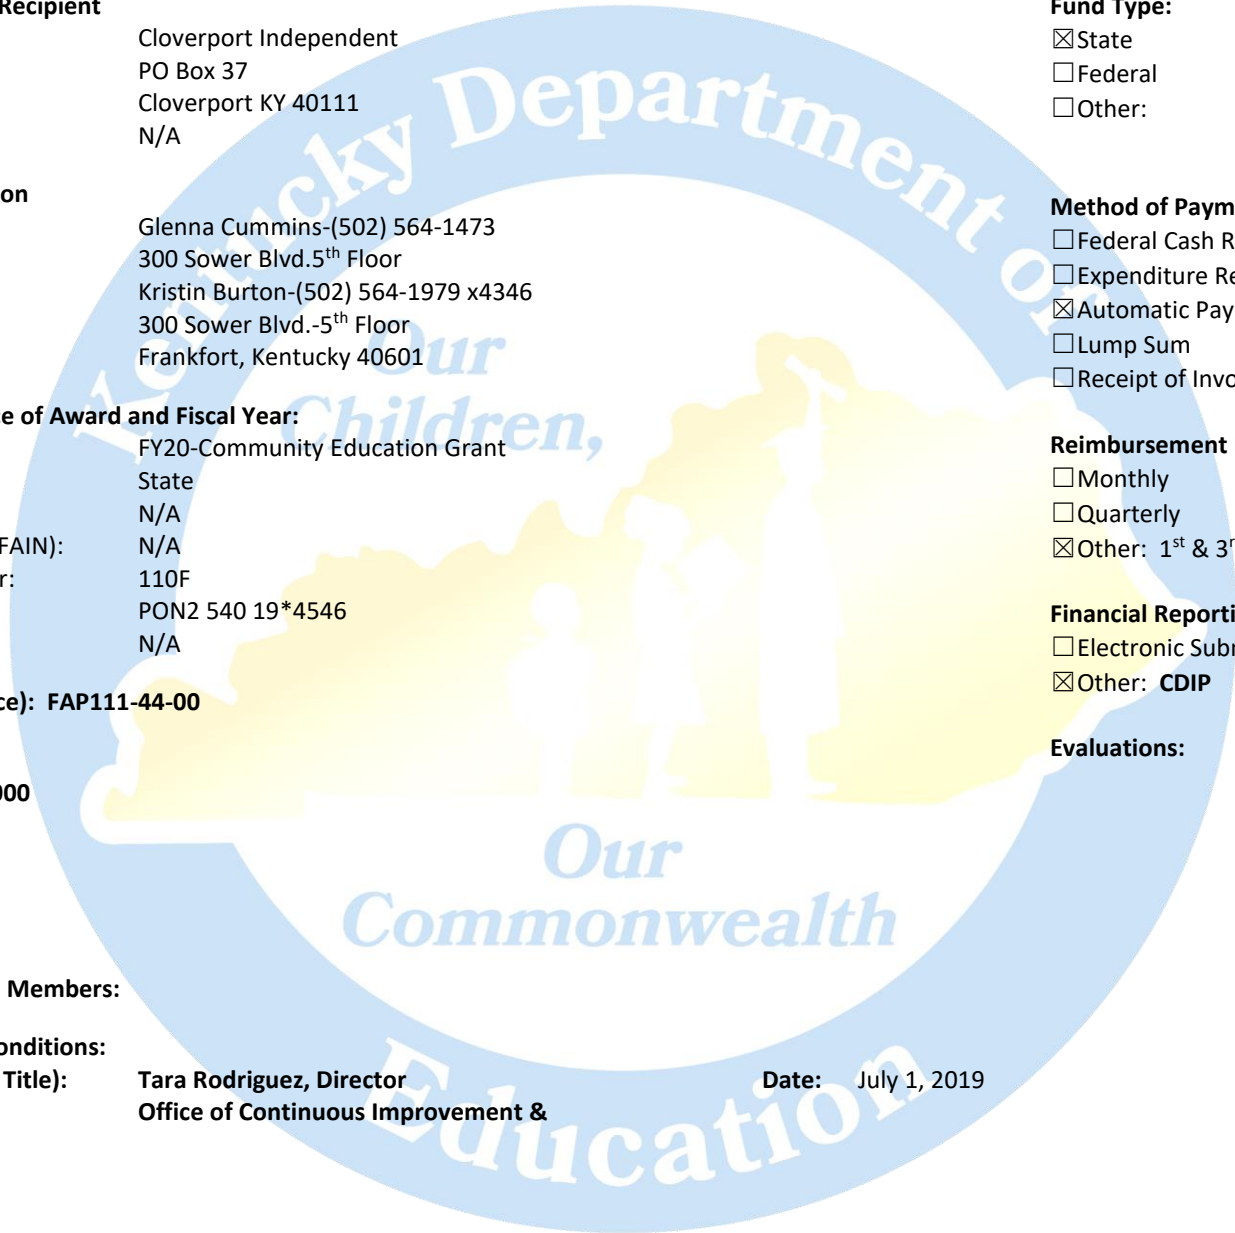 Recipient
Cloverport Independent
PO Box 37
Cloverport KY 40111
N/A
on
Glenna Cummins-(502) 564-1473
300 Sower Blvd.5th Floor
Kristin Burton-(502) 564-1979 x4346
300 Sower Blvd.-5th Floor
Frankfort, Kentucky 40601
ce of Award and Fiscal Year:
FY20-Community Education Grant
State
N/A
FAIN): N/A
r: 110F
PON2 540 19*4546
N/A
ce): FAP111-44-00
000
Members:
onditions:
Title): Tara Rodriguez, Director Date: July 1, 2019
Office of Continuous Improvement &
Fund Type:
☒State
☐Federal
☐Other:
Method of Paym
☐Federal Cash R
☐Expenditure Re
☒Automatic Pay
☐Lump Sum
☐Receipt of Invo
Reimbursement
☐Monthly
☐Quarterly
☒Other: 1st & 3r
Financial Reporti
☐Electronic Subm
☒Other: CDIP
Evaluations:
Kentucky Department of
Education
Our
Children,
Our
Commonwealth